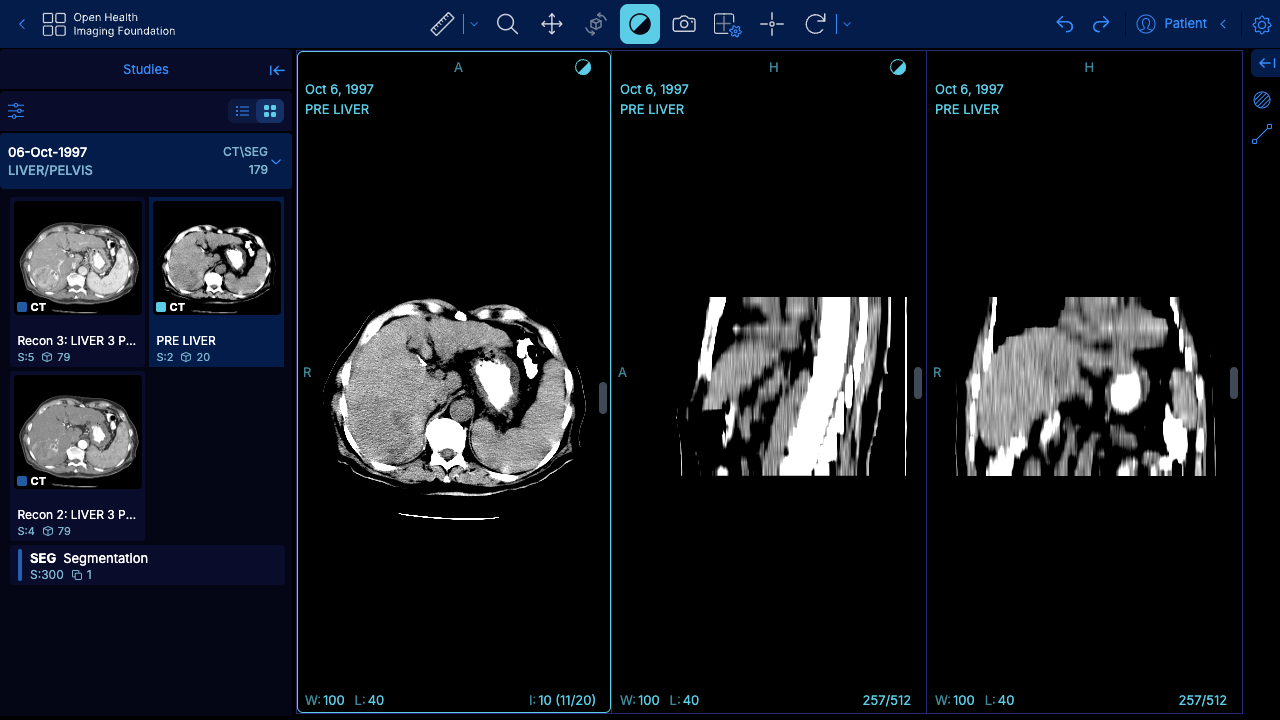 Open Health
Imaging Foundation
Patient
Studies
06-Oct-1997
CT\SEG
LIVER/PELVIS
179
CT
CT
Recon 3: LIVER 3 P...
S:5 79
PRE LIVER
S:2 20
CT
Recon 2: LIVER 3 P...
S:4 79
SEG Segmentation
S:300 1
A
Oct 6, 1997
PRE LIVER
R
W: 100 L: 40
I: 10 (11/20)
H
Oct 6, 1997
PRE LIVER
A
W: 100 L: 40
257/512
H
Oct 6, 1997
PRE LIVER
R
W: 100 L: 40
257/512